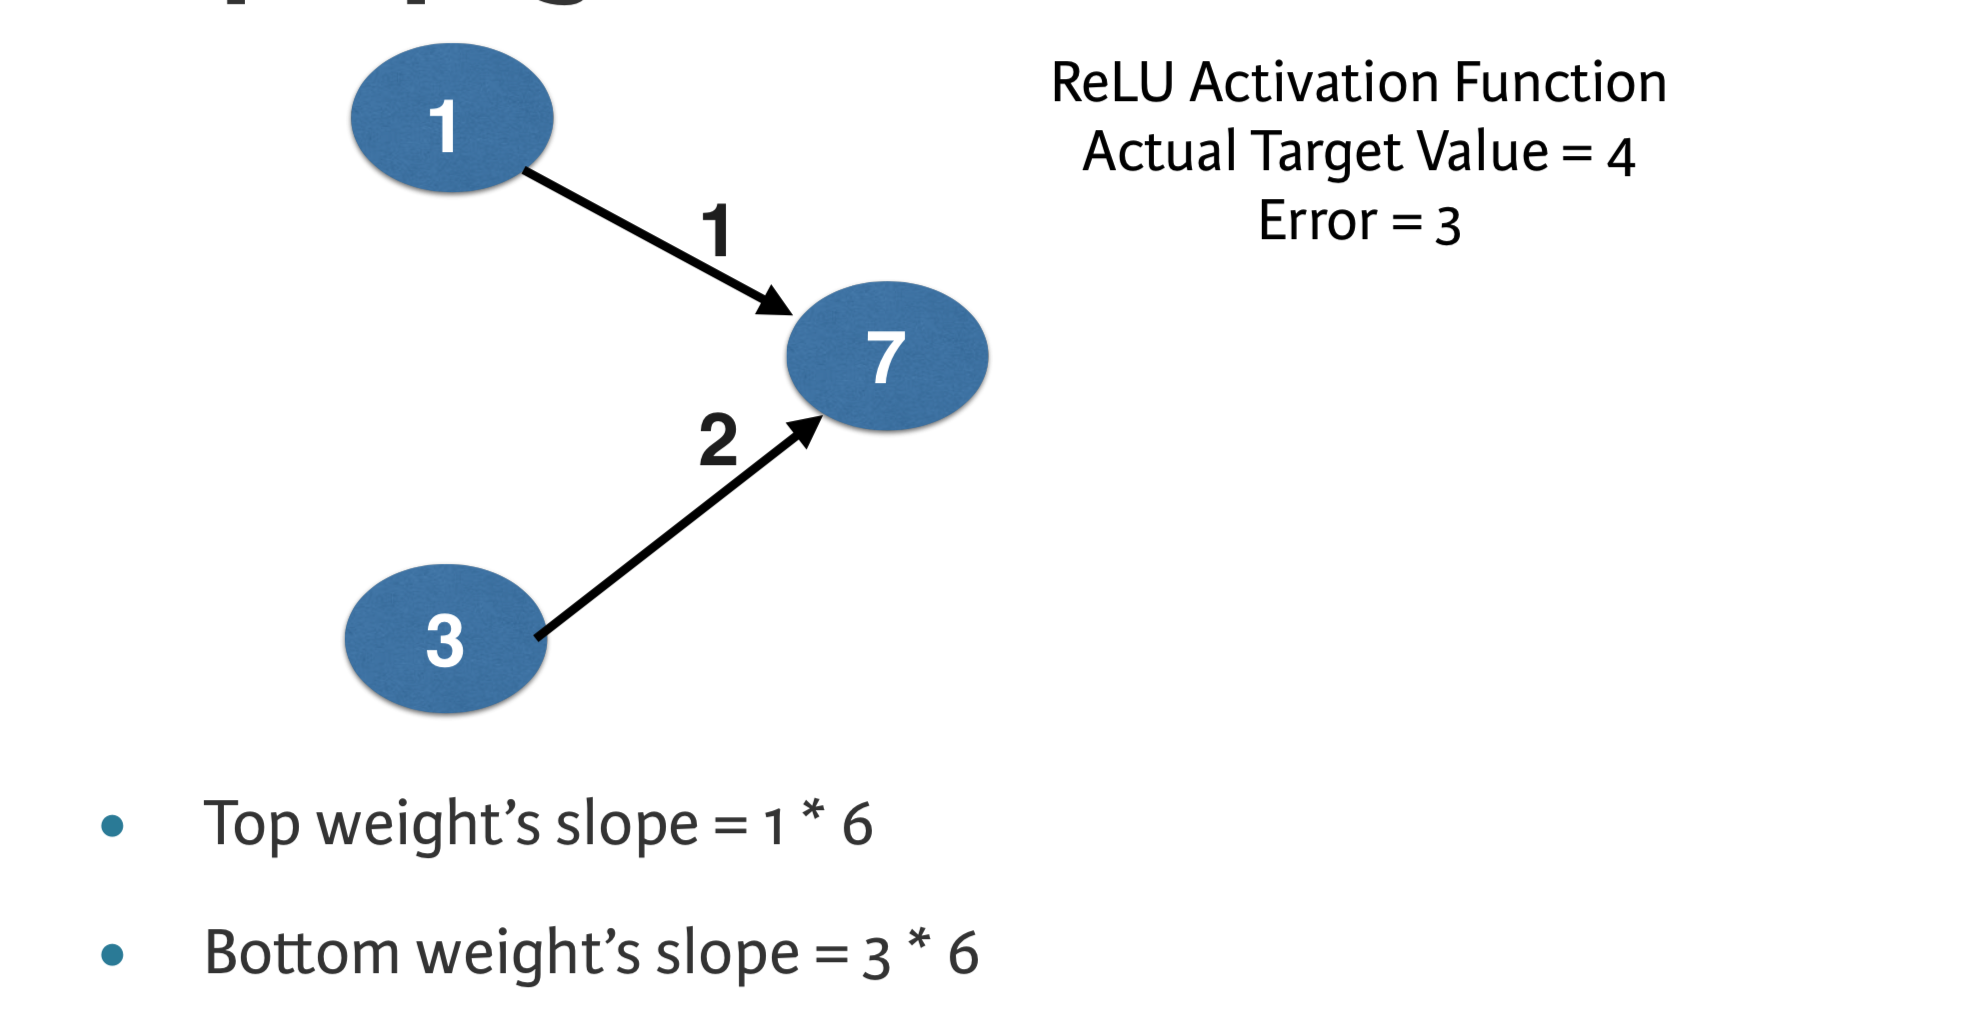 1
ReLU Activation Function
Actual Target Value = 4
Error = 3
1
7
2
3
• Top weight’s slope = 1 * 6
• Bottom weight’s slope = 3 * 6